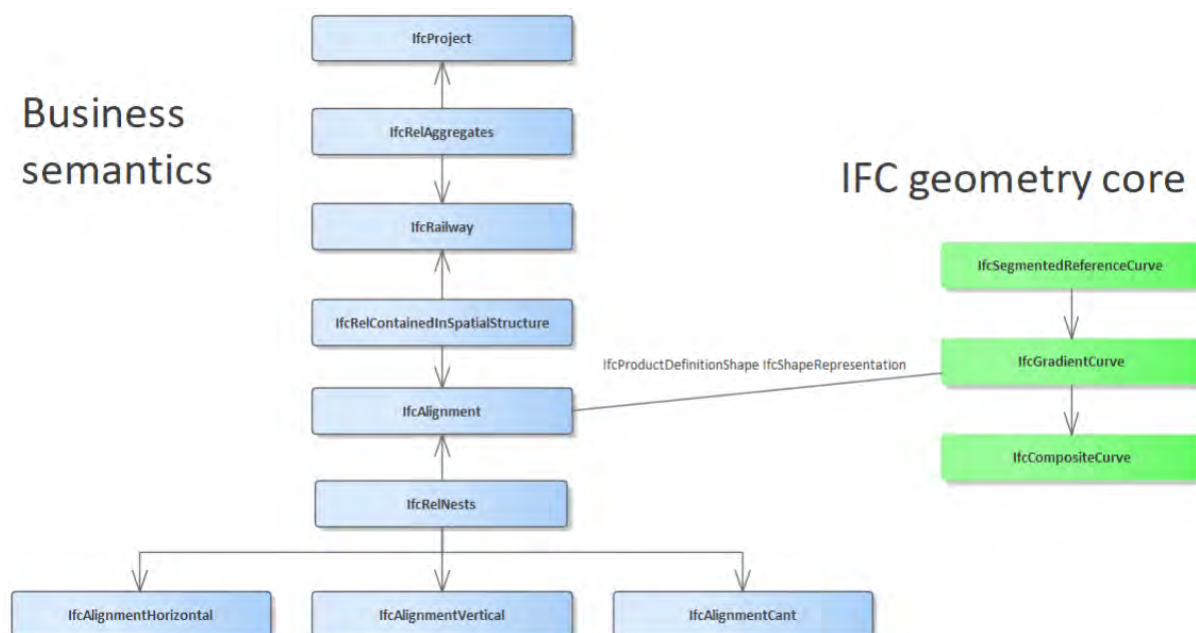 IfcProject
Business
semantics
IfcRelAggregates
IFC geometry core
IfcRailway
IfcSegmentedReferenceCurve
IfcRelContainedInSpatialStructure
IfcProductDefinitionShape IfcShapeRepresentation
IfcGradientCurve
IfcAlignment
IfcCompositeCurve
IfcRelNests
IfcAlignmentHorizontal
IfcAlignmentVertical
IfcAlignmentCant